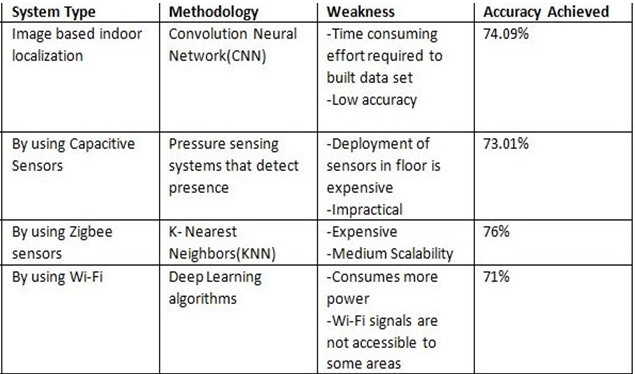 System Type Methodology Weakness Accuracy Achieved
Image based indoor localization Convolution Neural Network(CNN) -Time consuming effort required to built data set -Low accuracy 74.09%
By using Capacitive Sensors Pressure sensing systems that detect presence -Deployment of sensors in floor is expensive -Impractical 73.01%
By using Zigbee sensors K- Nearest Neighbors(KNN) -Expensive -Medium Scalability 76%
By using Wi-Fi Deep Learning algorithms -Consumes more power -Wi-Fi signals are not accessible to some areas 71%